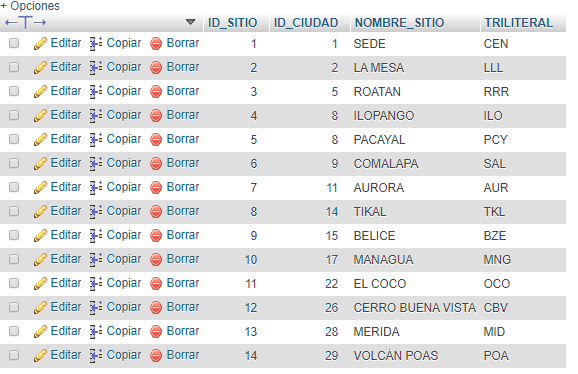 + Opciones
←T→ ID_SITIO ID_CIUDAD NOMBRE_SITIO TRILITERAL
Editar Copiar Borrar 1 1 SEDE CEN
Editar Copiar Borrar 2 2 LA MESA LLL
Editar Copiar Borrar 3 5 ROATAN RRR
Editar Copiar Borrar 4 8 ILOPANGO ILO
Editar Copiar Borrar 5 8 PACAYAL PCY
Editar Copiar Borrar 6 9 COMALAPA SAL
Editar Copiar Borrar 7 11 AURORA AUR
Editar Copiar Borrar 8 14 TIKAL TKL
Editar Copiar Borrar 9 15 BELICE BZE
Editar Copiar Borrar 10 17 MANAGUA MNG
Editar Copiar Borrar 11 22 EL COCO OCO
Editar Copiar Borrar 12 26 CERRO BUENA VISTA CBV
Editar Copiar Borrar 13 28 MERIDA MID
Editar Copiar Borrar 14 29 VOLCAN POAS POA